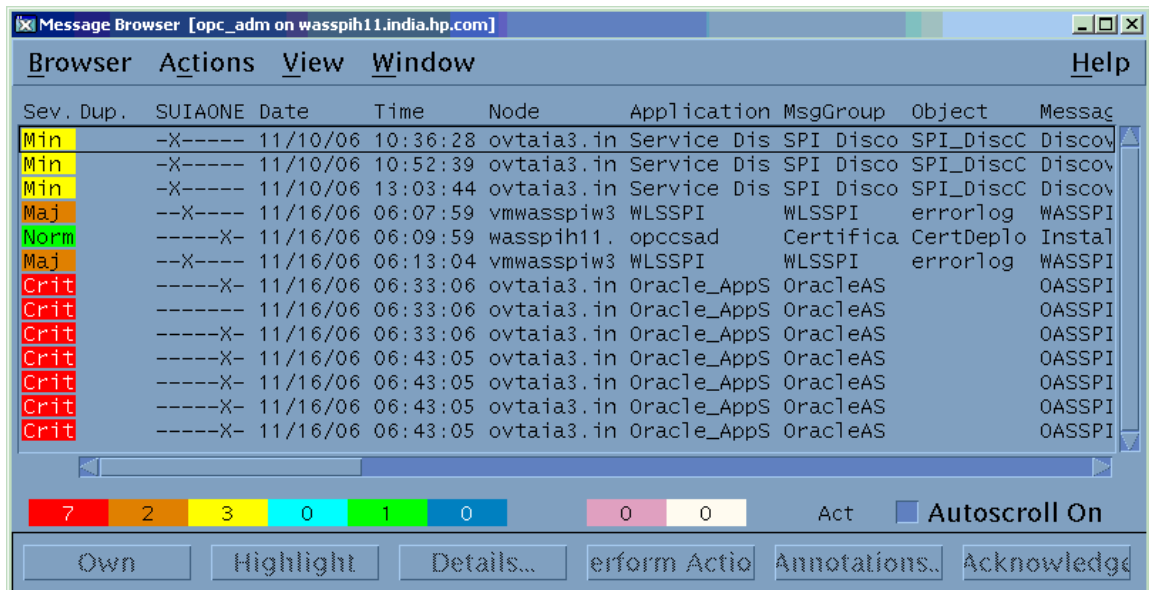 Message Browser [opc_adm on wasspih11.india.hp.com]
Browser Actions View Window Help
Sev. Dup. SUIAONE Date Time Node Application MsgGroup Object Messag
Min -X----- 11/10/06 10:36:28 ovtaia3.in Service Dis SPI Disco SPI_DiscC Discov
Min -X----- 11/10/06 10:52:39 ovtaia3.in Service Dis SPI Disco SPI_DiscC Discov
Min -X----- 11/10/06 13:03:44 ovtaia3.in Service Dis SPI Disco SPI_DiscC Discov
Maj --X---- 11/16/06 06:07:59 vmwasspiw3 WLSSPI WLSSPI errorlog WASSPI
Norm -----X- 11/16/06 06:09:59 wasspih11. opccsad Certifica CertDeplo Instal
Maj --X---- 11/16/06 06:13:04 vmwasspiw3 WLSSPI WLSSPI errorlog WASSPI
Crit -----X- 11/16/06 06:33:06 ovtaia3.in Oracle_AppS OracleAS OASSPI
Crit ------- 11/16/06 06:33:06 ovtaia3.in Oracle_AppS OracleAS OASSPI
Crit -----X- 11/16/06 06:33:06 ovtaia3.in Oracle_AppS OracleAS OASSPI
Crit -----X- 11/16/06 06:43:05 ovtaia3.in Oracle_AppS OracleAS OASSPI
Crit -----X- 11/16/06 06:43:05 ovtaia3.in Oracle_AppS OracleAS OASSPI
Crit -----X- 11/16/06 06:43:05 ovtaia3.in Oracle_AppS OracleAS OASSPI
Crit -----X- 11/16/06 06:43:05 ovtaia3.in Oracle_AppS OracleAS OASSPI
7 2 3 0 1 0 0 0 Act Autoscroll On
Own Highlight Details... erform Actio Annotations.. Acknowledge